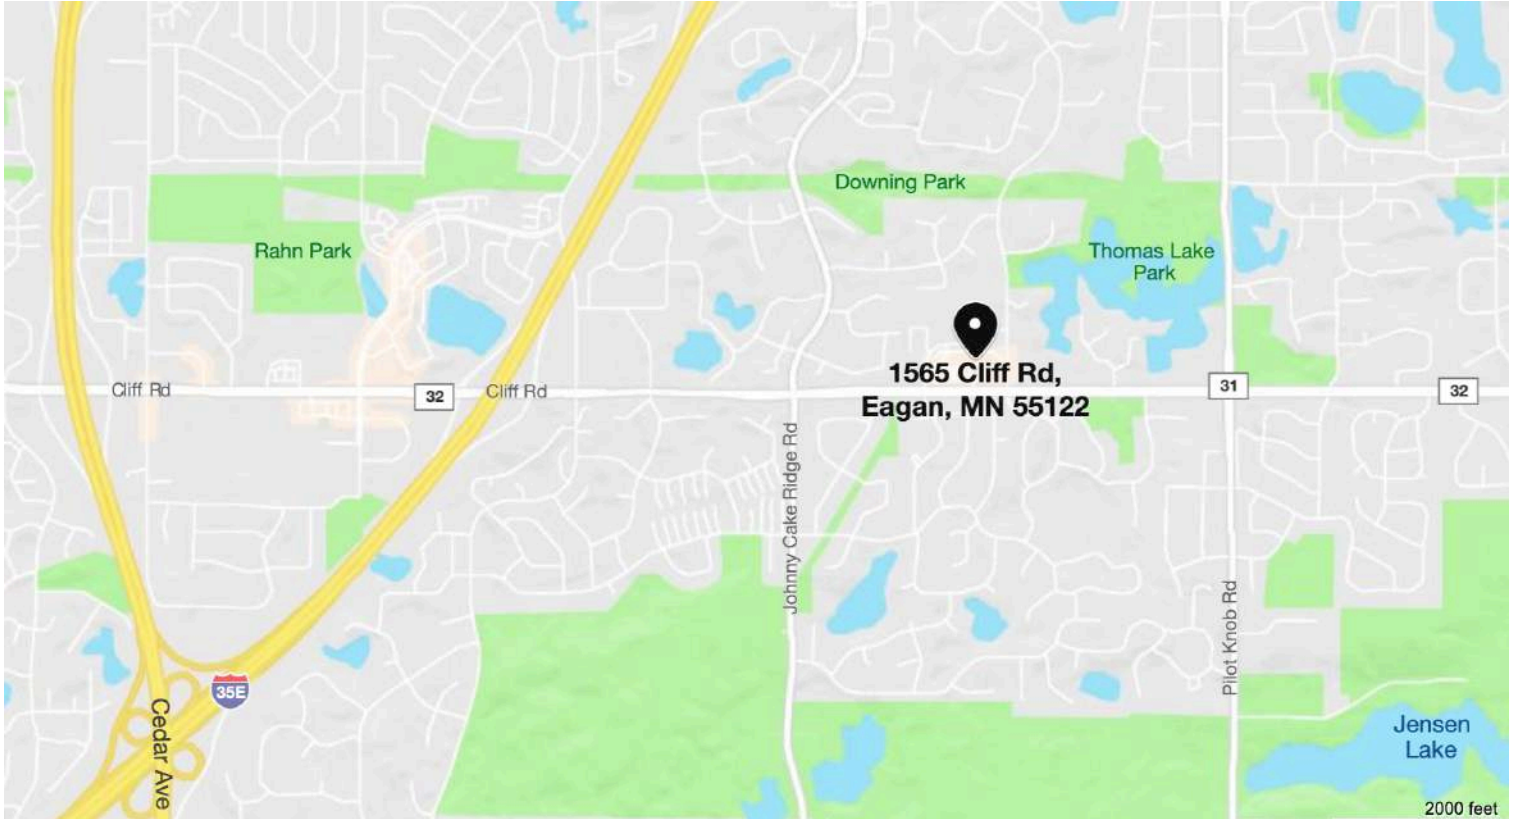 Downing Park
Rahn Park
Thomas Lake
Park
1565 Cliff Rd,
Eagan, MN 55122
Cliff Rd
32
Cliff Rd
31
32
Johnny Cake Ridge Rd
Pilot Knob Rd
35E
Cedar Ave
Jensen
Lake
2000 feet